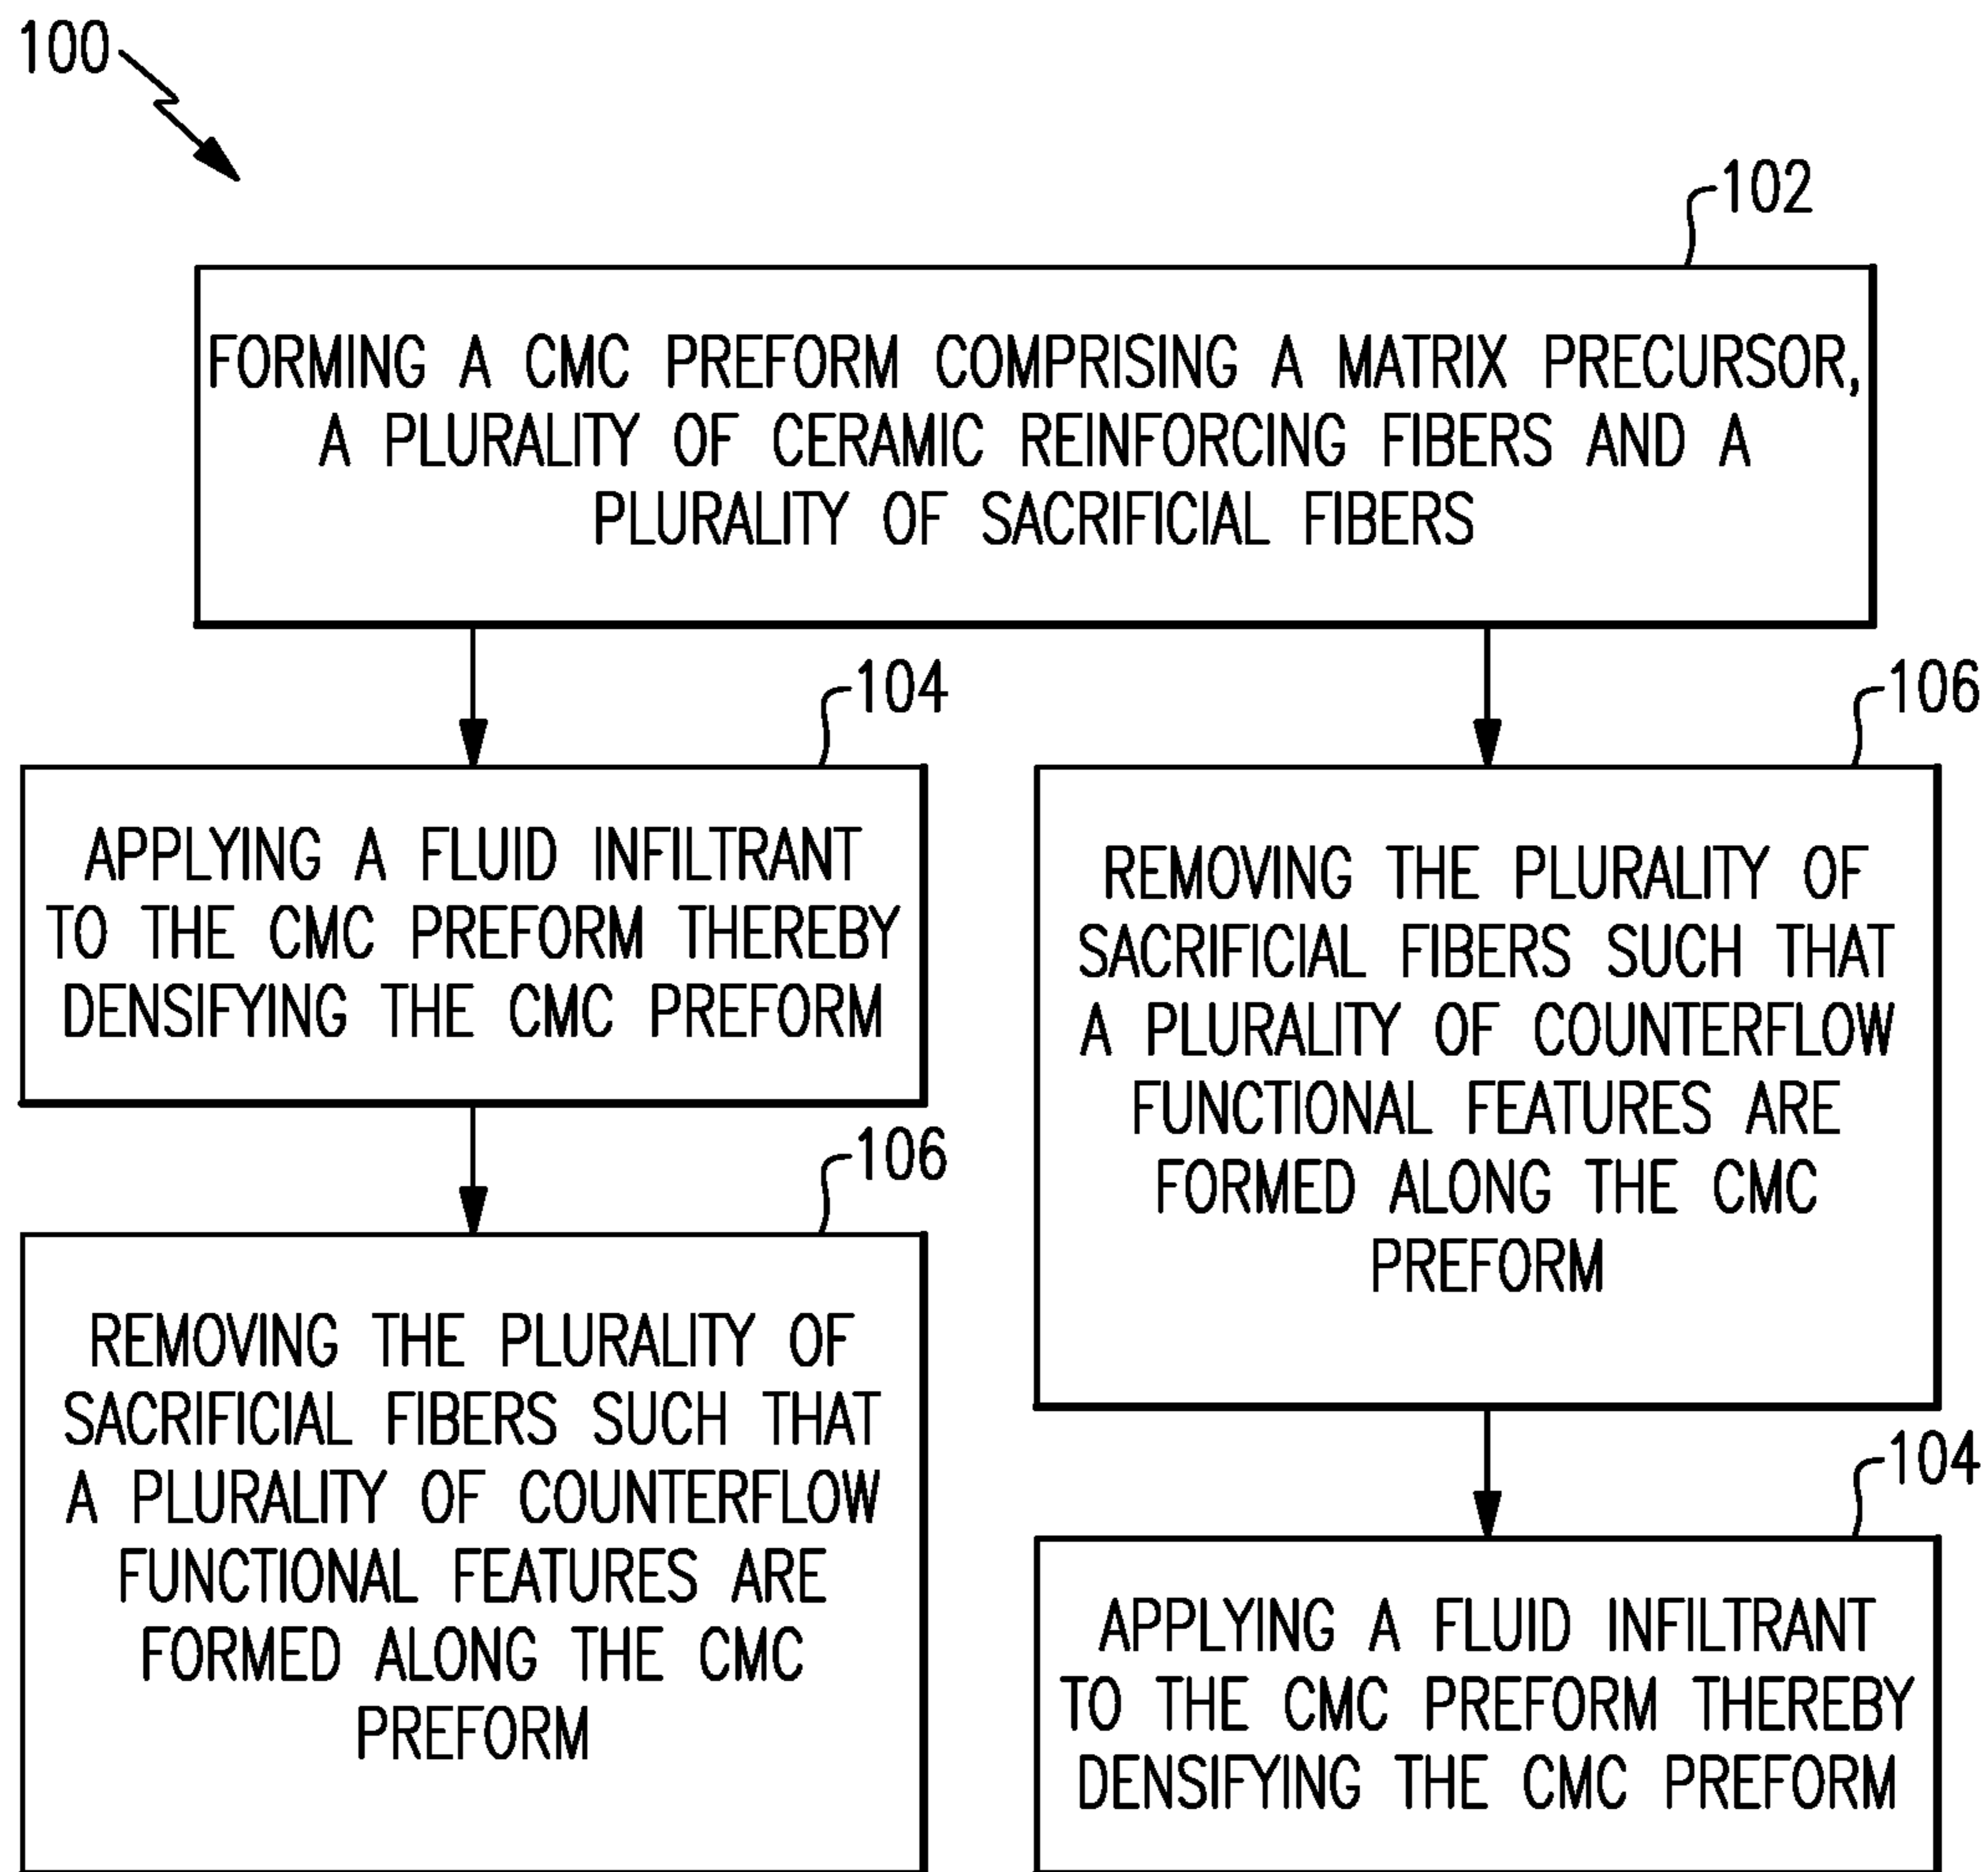 100
102
FORMING A CMC PREFORM COMPRISING A MATRIX PRECURSOR,
A PLURALITY OF CERAMIC REINFORCING FIBERS AND A
PLURALITY OF SACRIFICIAL FIBERS
104
APPLYING A FLUID INFILTRANT
TO THE CMC PREFORM THEREBY
DENSIFYING THE CMC PREFORM
106
REMOVING THE PLURALITY OF
SACRIFICIAL FIBERS SUCH THAT
A PLURALITY OF COUNTERFLOW
FUNCTIONAL FEATURES ARE
FORMED ALONG THE CMC
PREFORM
106
REMOVING THE PLURALITY OF
SACRIFICIAL FIBERS SUCH THAT
A PLURALITY OF COUNTERFLOW
FUNCTIONAL FEATURES ARE
FORMED ALONG THE CMC
PREFORM
104
APPLYING A FLUID INFILTRANT
TO THE CMC PREFORM THEREBY
DENSIFYING THE CMC PREFORM